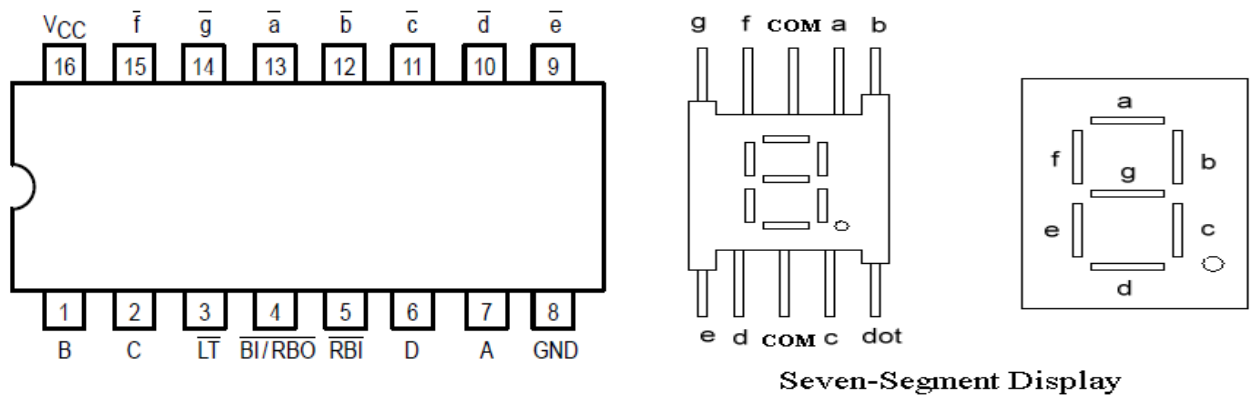 V_CC f̅ g̅ a̅ b̅ c̅ d̅ e̅
16 15 14 13 12 11 10 9
1 2 3 4 5 6 7 8
B C L̅T̅ B̅I̅/̅R̅B̅O̅ R̅B̅I̅ D A GND
g f COM a b
e d COM c dot
a
f b
g
e c
d
Seven-Segment Display